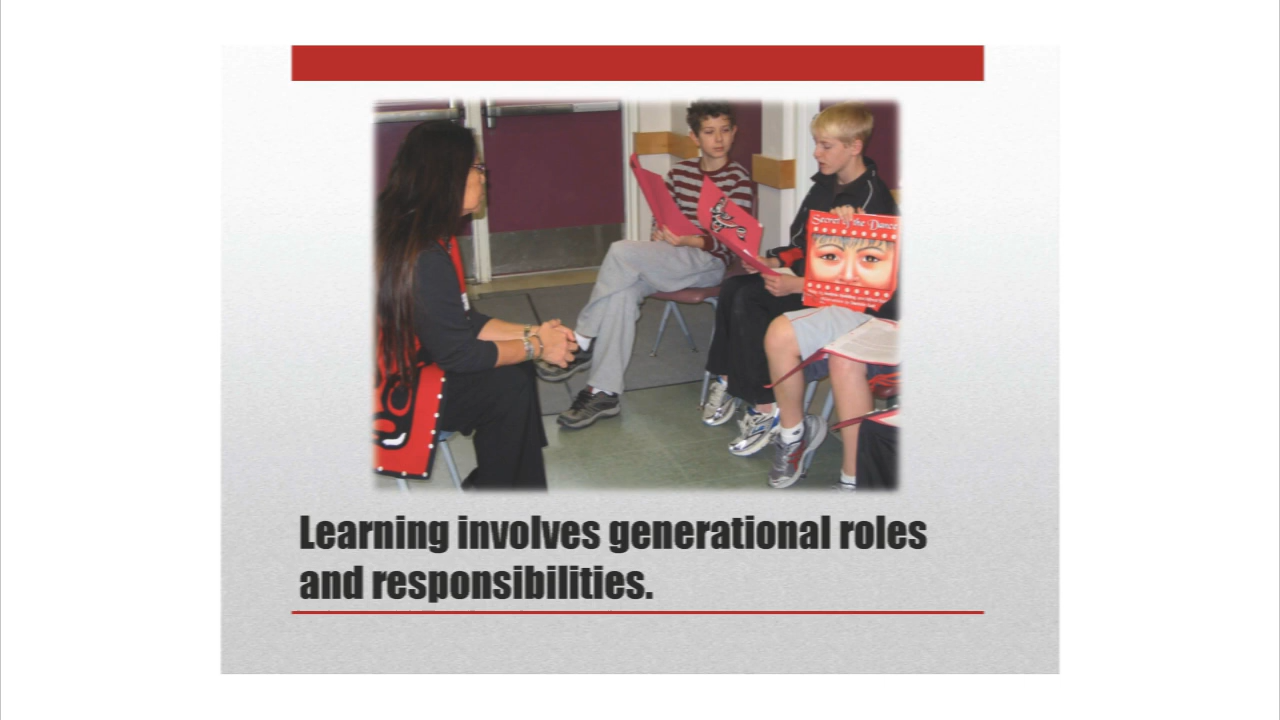 Secret of the Dance
Learning involves generational roles
and responsibilities.